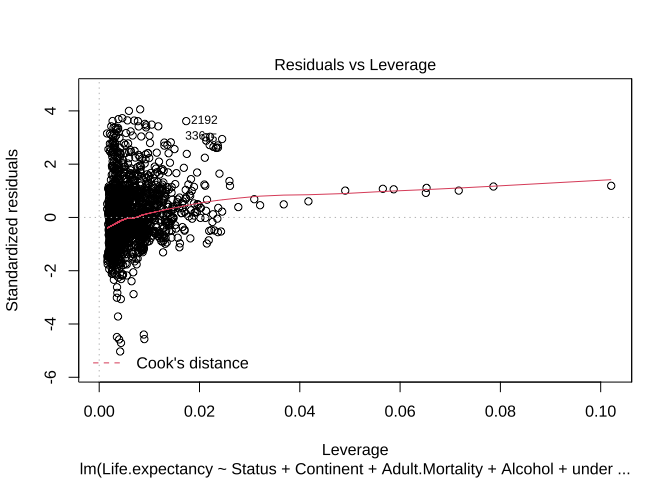 Residuals vs Leverage
4
2
0
-2
-4
-6
Standardized residuals
2192
336
Cook's distance
0.00 0.02 0.04 0.06 0.08 0.10
Leverage
lm(Life.expectancy ~ Status + Continent + Adult.Mortality + Alcohol + under ...